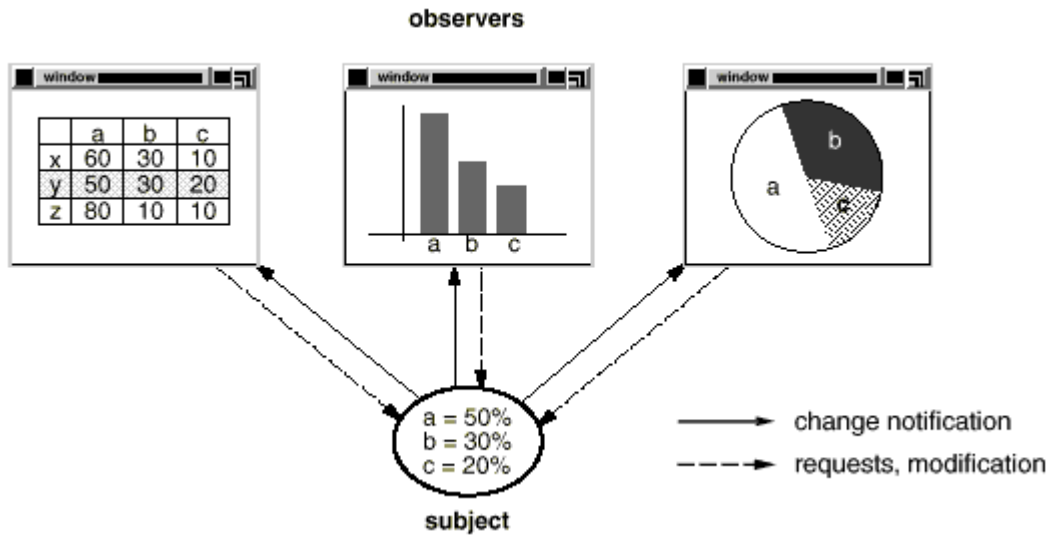 observers
window
a b c
x 60 30 10
y 50 30 20
z 80 10 10
window
a b c
window
a
b
c
a = 50%
b = 30%
c = 20%
subject
change notification
requests, modification